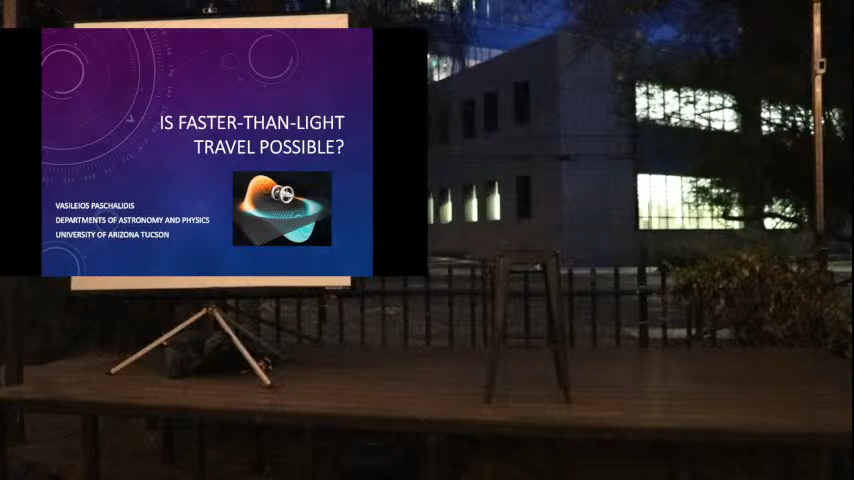 IS FASTER-THAN-LIGHT
TRAVEL POSSIBLE?
VASILEIOS PASCHALIDIS
DEPARTMENTS OF ASTRONOMY AND PHYSICS
UNIVERSITY OF ARIZONA TUCSON